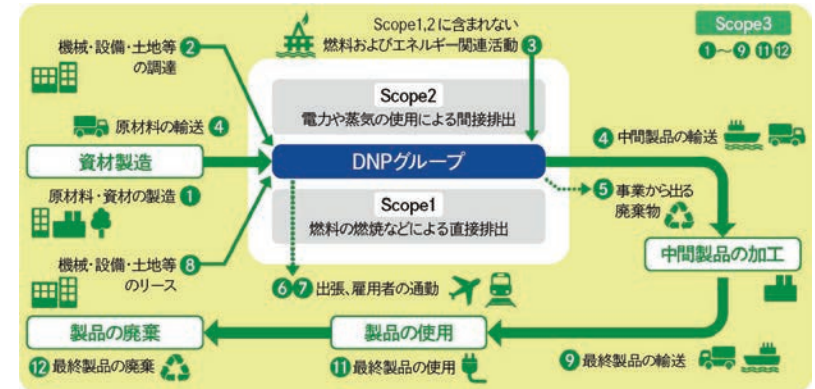 Scope1,2に含まれない
燃料およびエネルギー関連活動 ❸
Scope3
❶〜❾ ⓫⓬
機械・設備・土地等 ❷
の調達
Scope2
電力や蒸気の使用による間接排出
原材料の輸送 ❹
❹ 中間製品の輸送
資材製造
DNPグループ
❺ 事業から出る
廃棄物
原材料・資材の製造 ❶
Scope1
燃料の燃焼などによる直接排出
中間製品の加工
機械・設備・土地等 ❽
のリース
❻❼ 出張、雇用者の通勤
製品の廃棄
製品の使用
⓬ 最終製品の廃棄
⓫ 最終製品の使用
❾ 最終製品の輸送